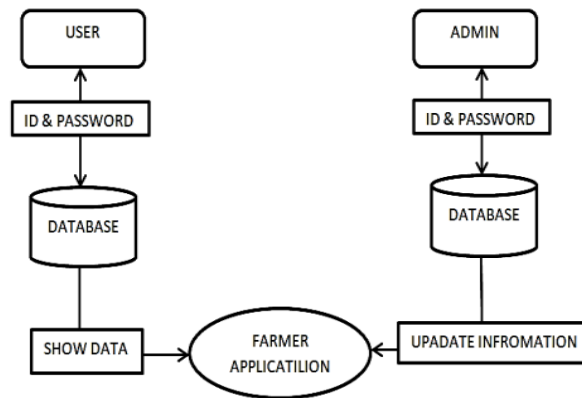 USER
ADMIN
ID & PASSWORD
ID & PASSWORD
DATABASE
DATABASE
SHOW DATA
FARMER
APPLICATILION
UPADATE INFROMATION